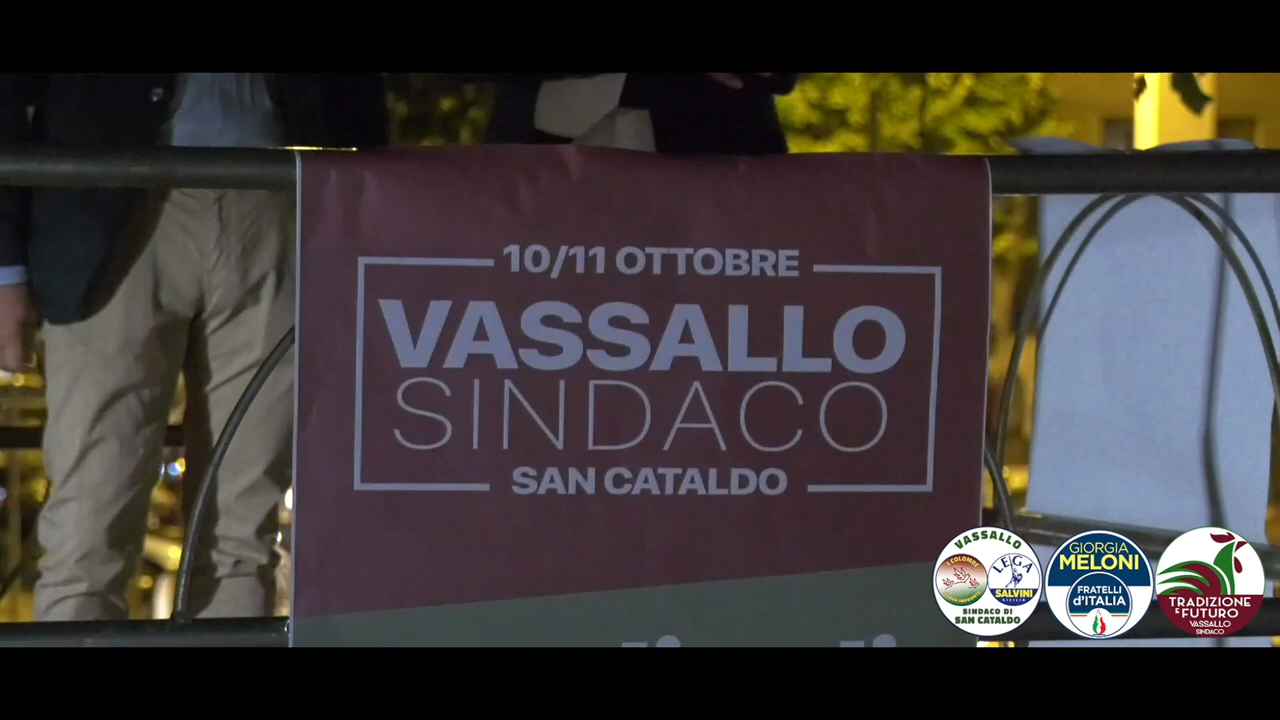 10/11 OTTOBRE
VASSALLO
SINDACO
SAN CATALDO
VASSALLO
LEGA
SALVINI
SICILIA
SINDACO DI
SAN CATALDO
GIORGIA
MELONI
FRATELLI
d'ITALIA
TRADIZIONE
E
FUTURO
VASSALLO
SINDACO